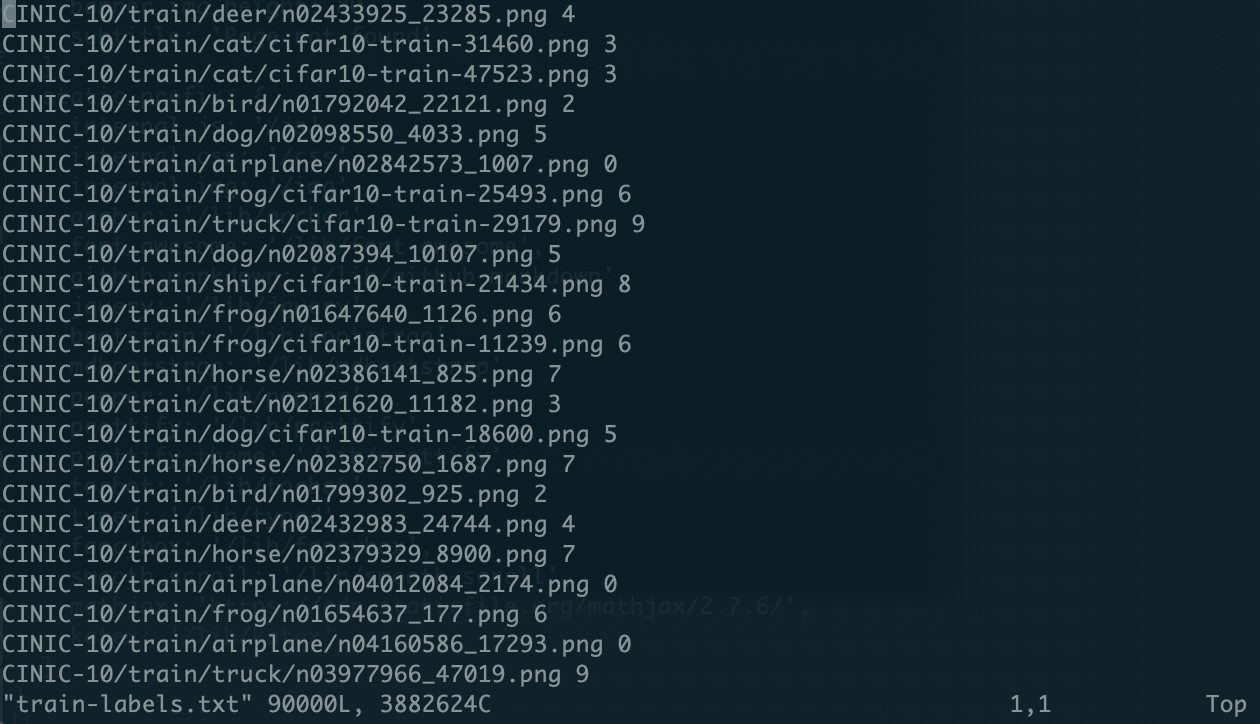 CINIC-10/train/deer/n02433925_23285.png 4
CINIC-10/train/cat/cifar10-train-31460.png 3
CINIC-10/train/cat/cifar10-train-47523.png 3
CINIC-10/train/bird/n01792042_22121.png 2
CINIC-10/train/dog/n02098550_4033.png 5
CINIC-10/train/airplane/n02842573_1007.png 0
CINIC-10/train/frog/cifar10-train-25493.png 6
CINIC-10/train/truck/cifar10-train-29179.png 9
CINIC-10/train/dog/n02087394_10107.png 5
CINIC-10/train/ship/cifar10-train-21434.png 8
CINIC-10/train/frog/n01647640_1126.png 6
CINIC-10/train/frog/cifar10-train-11239.png 6
CINIC-10/train/horse/n02386141_825.png 7
CINIC-10/train/cat/n02121620_11182.png 3
CINIC-10/train/dog/cifar10-train-18600.png 5
CINIC-10/train/horse/n02382750_1687.png 7
CINIC-10/train/bird/n01799302_925.png 2
CINIC-10/train/deer/n02432983_24744.png 4
CINIC-10/train/horse/n02379329_8900.png 7
CINIC-10/train/airplane/n04012084_2174.png 0
CINIC-10/train/frog/n01654637_177.png 6
CINIC-10/train/airplane/n04160586_17293.png 0
CINIC-10/train/truck/n03977966_47019.png 9
"train-labels.txt" 90000L, 3882624C 1,1 Top